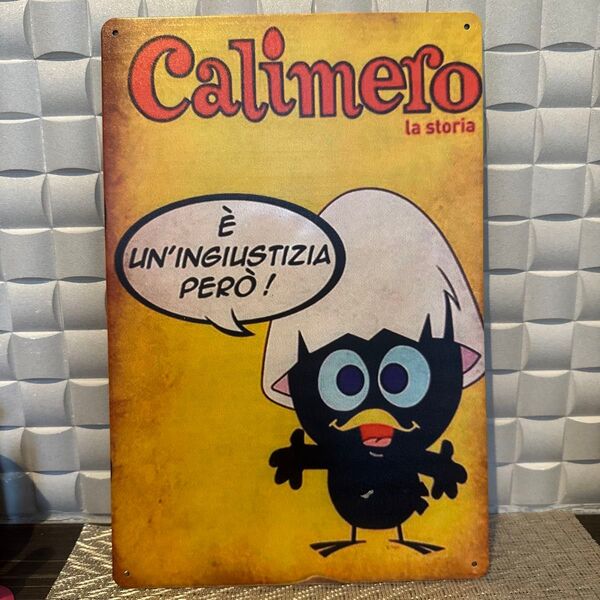 Calimero
la storia
È
UN'INGIUSTIZIA
PERÒ!